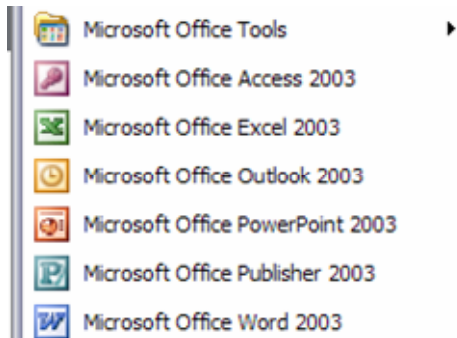 Microsoft Office Tools
Microsoft Office Access 2003
Microsoft Office Excel 2003
Microsoft Office Outlook 2003
Microsoft Office PowerPoint 2003
Microsoft Office Publisher 2003
Microsoft Office Word 2003